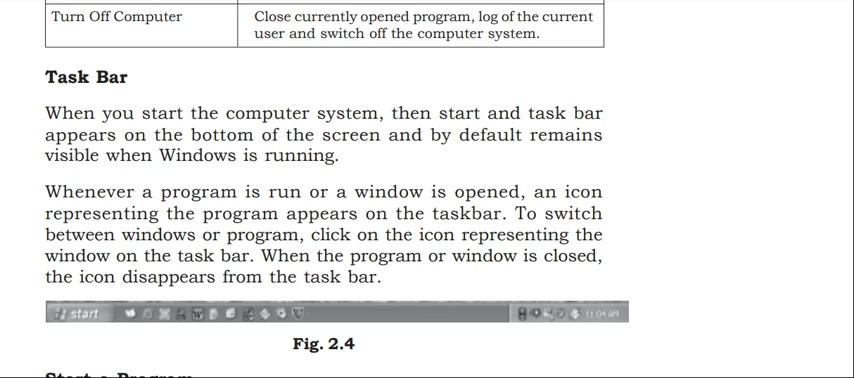 Turn Off Computer
Close currently opened program, log of the current
user and switch off the computer system.
Task Bar
When you start the computer system, then start and task bar
appears on the bottom of the screen and by default remains
visible when Windows is running.
Whenever a program is run or a window is opened, an icon
representing the program appears on the taskbar. To switch
between windows or program, click on the icon representing the
window on the task bar. When the program or window is closed,
the icon disappears from the task bar.
start
11:04 AM
Fig. 2.4
Start a Program